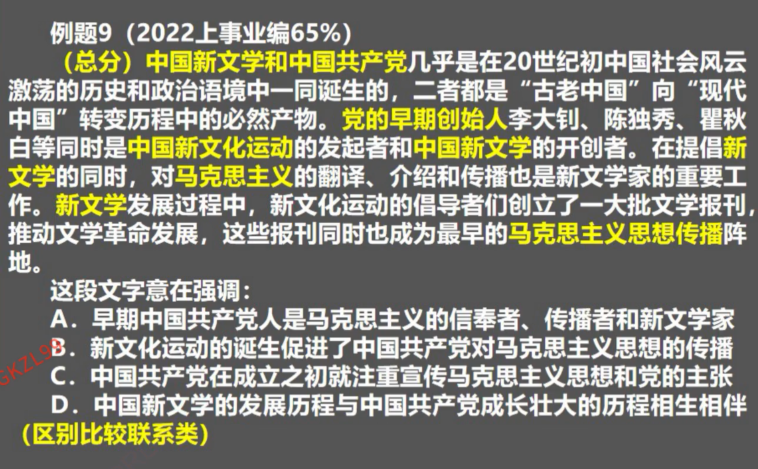 例题9（2022上事业编65%）
（总分）中国新文学和中国共产党几乎是在20世纪初中国社会风云
激荡的历史和政治语境中一同诞生的，二者都是“古老中国”向“现代
中国”转变历程中的必然产物。党的早期创始人李大钊、陈独秀、瞿秋
白等同时是中国新文化运动的发起者和中国新文学的开创者。在提倡新
文学的同时，对马克思主义的翻译、介绍和传播也是新文学家的重要工
作。新文学发展过程中，新文化运动的倡导者们创立了一大批文学报刊，
推动文学革命发展，这些报刊同时也成为最早的马克思主义思想传播阵
地。
这段文字意在强调：
A．早期中国共产党人是马克思主义的信奉者、传播者和新文学家
B．新文化运动的诞生促进了中国共产党对马克思主义思想的传播
C．中国共产党在成立之初就注重宣传马克思主义思想和党的主张
D．中国新文学的发展历程与中国共产党成长壮大的历程相生相伴
（区别比较联系类）